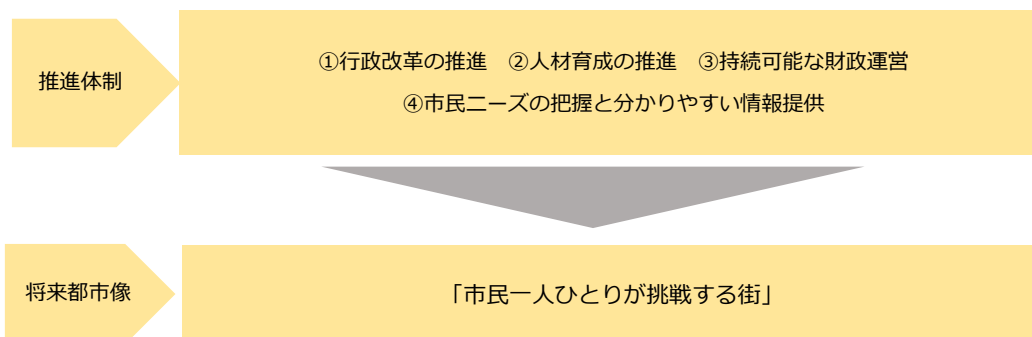 推進体制
①行政改革の推進　②人材育成の推進　③持続可能な財政運営
④市民ニーズの把握と分かりやすい情報提供
将来都市像
「市民一人ひとりが挑戦する街」